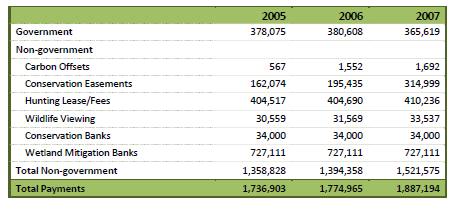 2005 2006 2007
Government 378,075 380,608 365,619
Non-government
Carbon Offsets 567 1,552 1,692
Conservation Easements 162,074 195,435 314,999
Hunting Lease/Fees 404,517 404,690 410,236
Wildlife Viewing 30,559 31,569 33,537
Conservation Banks 34,000 34,000 34,000
Wetland Mitigation Banks 727,111 727,111 727,111
Total Non-government 1,358,828 1,394,358 1,521,575
Total Payments 1,736,903 1,774,965 1,887,194